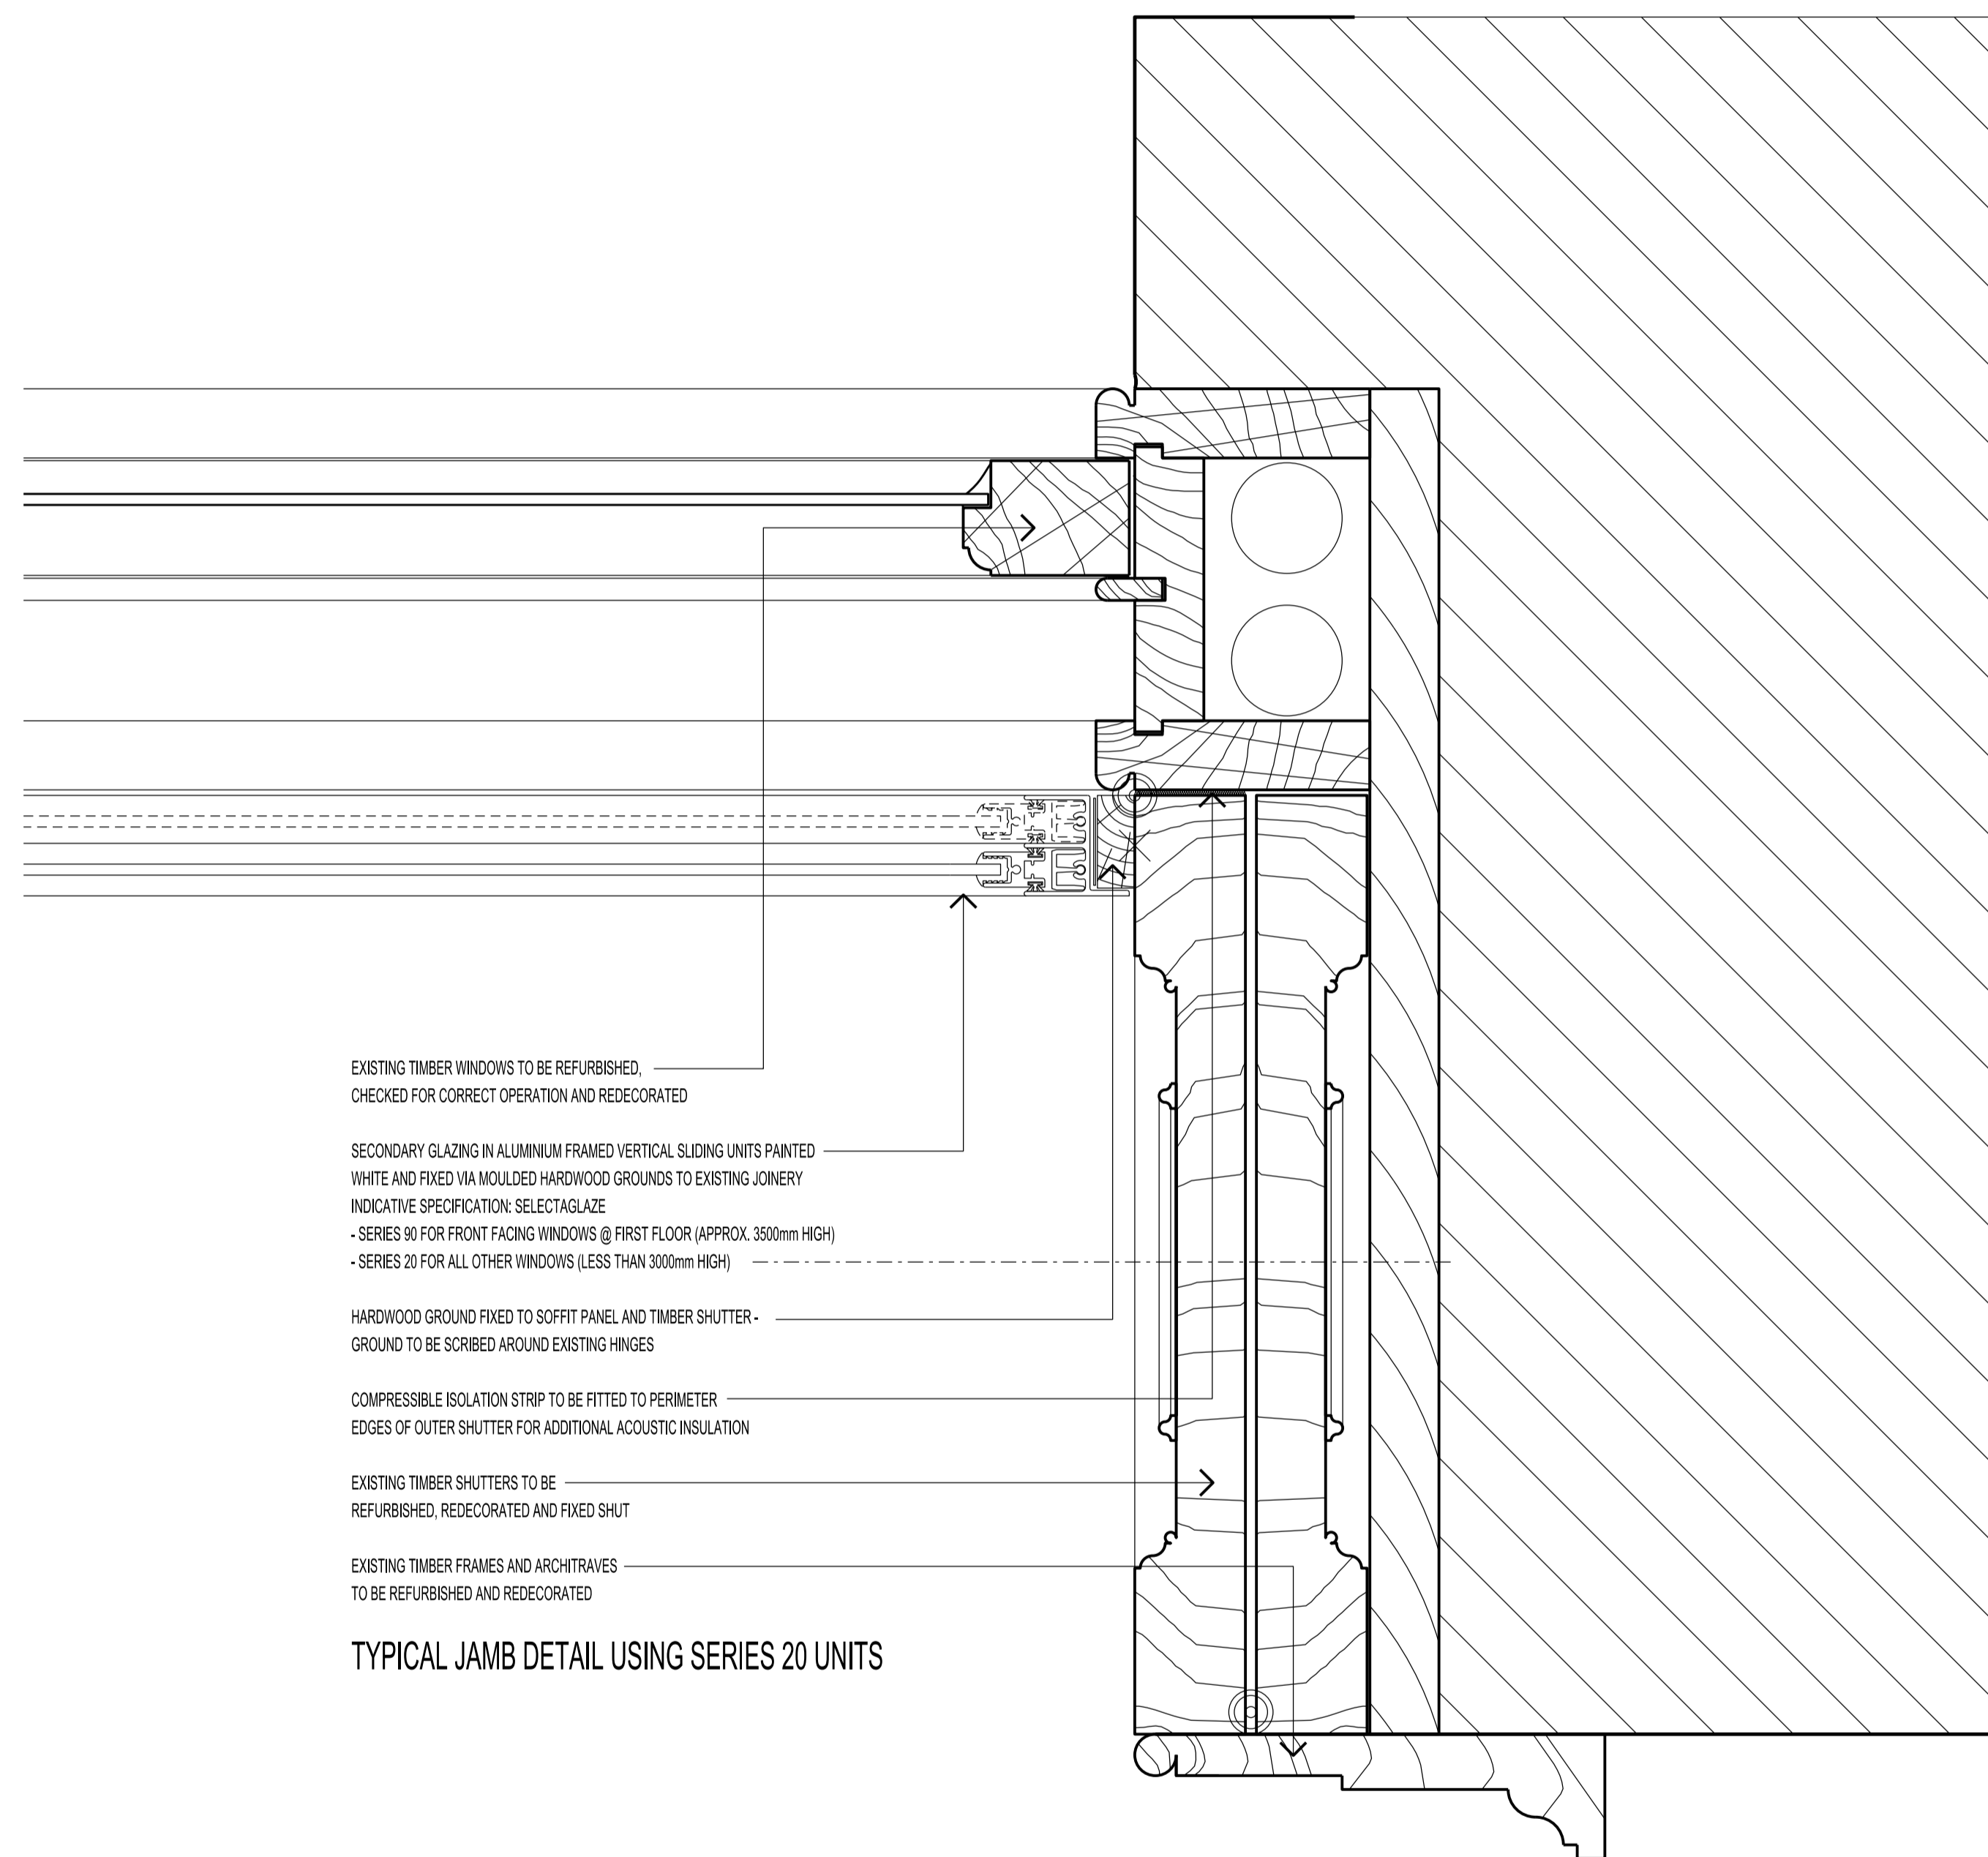 EXISTING TIMBER WINDOWS TO BE REFURBISHED,
CHECKED FOR CORRECT OPERATION AND REDECORATED
SECONDARY GLAZING IN ALUMINIUM FRAMED VERTICAL SLIDING UNITS PAINTED
WHITE AND FIXED VIA MOULDED HARDWOOD GROUNDS TO EXISTING JOINERY
INDICATIVE SPECIFICATION: SELECTAGLAZE
- SERIES 90 FOR FRONT FACING WINDOWS @ FIRST FLOOR (APPROX. 3500mm HIGH)
- SERIES 20 FOR ALL OTHER WINDOWS (LESS THAN 3000mm HIGH)
HARDWOOD GROUND FIXED TO SOFFIT PANEL AND TIMBER SHUTTER -
GROUND TO BE SCRIBED AROUND EXISTING HINGES
COMPRESSIBLE ISOLATION STRIP TO BE FITTED TO PERIMETER
EDGES OF OUTER SHUTTER FOR ADDITIONAL ACOUSTIC INSULATION
EXISTING TIMBER SHUTTERS TO BE
REFURBISHED, REDECORATED AND FIXED SHUT
EXISTING TIMBER FRAMES AND ARCHITRAVES
TO BE REFURBISHED AND REDECORATED
TYPICAL JAMB DETAIL USING SERIES 20 UNITS